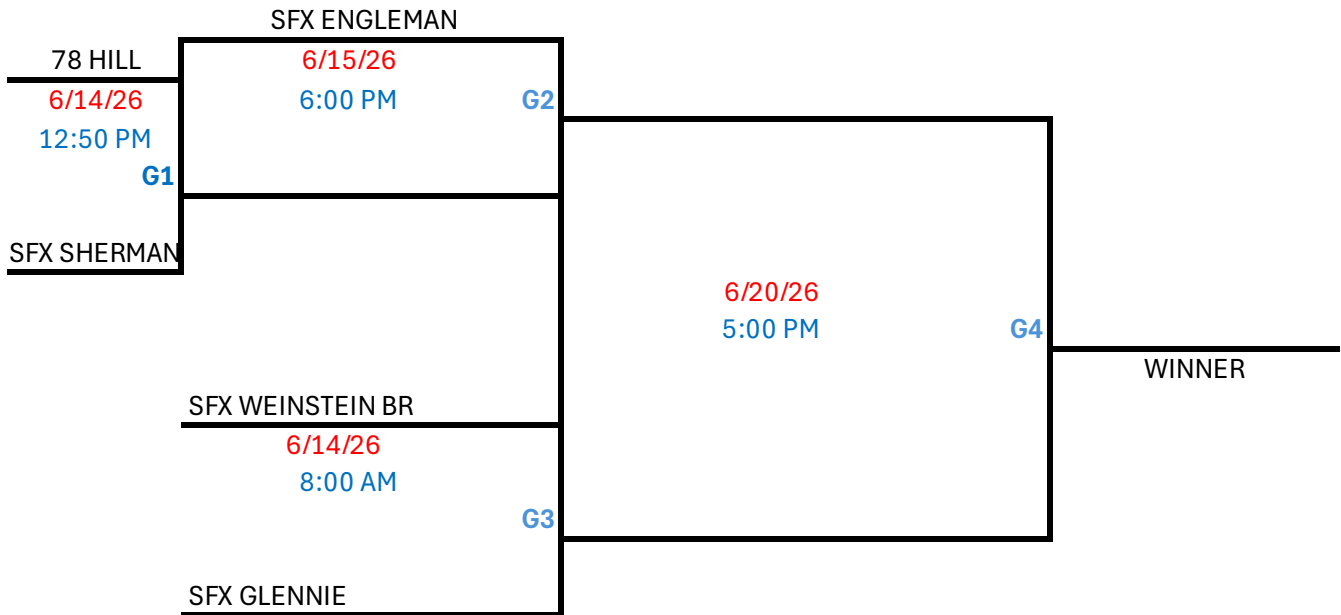 SFX ENGLEMAN
78 HILL
6/15/26
6/14/26
6:00 PM
G2
12:50 PM
G1
SFX SHERMAN
6/20/26
5:00 PM
G4
WINNER
SFX WEINSTEIN BR
6/14/26
8:00 AM
G3
SFX GLENNIE